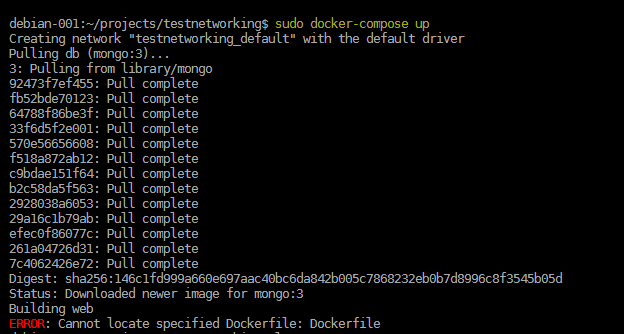 debian-001:~/projects/testnetworking$ sudo docker-compose up
Creating network "testnetworking_default" with the default driver
Pulling db (mongo:3)...
3: Pulling from library/mongo
92473f7ef455: Pull complete
fb52bde70123: Pull complete
64788f86be3f: Pull complete
33f6d5f2e001: Pull complete
570e56656608: Pull complete
f518a872ab12: Pull complete
c9bdae151f64: Pull complete
b2c58da5f563: Pull complete
2928038a6053: Pull complete
29a16c1b79ab: Pull complete
efec0f86077c: Pull complete
261a04726d31: Pull complete
7c4062426e72: Pull complete
Digest: sha256:146c1fd999a660e697aac40bc6da842b005c7868232eb0b7d8996c8f3545b05d
Status: Downloaded newer image for mongo:3
Building web
ERROR: Cannot locate specified Dockerfile: Dockerfile